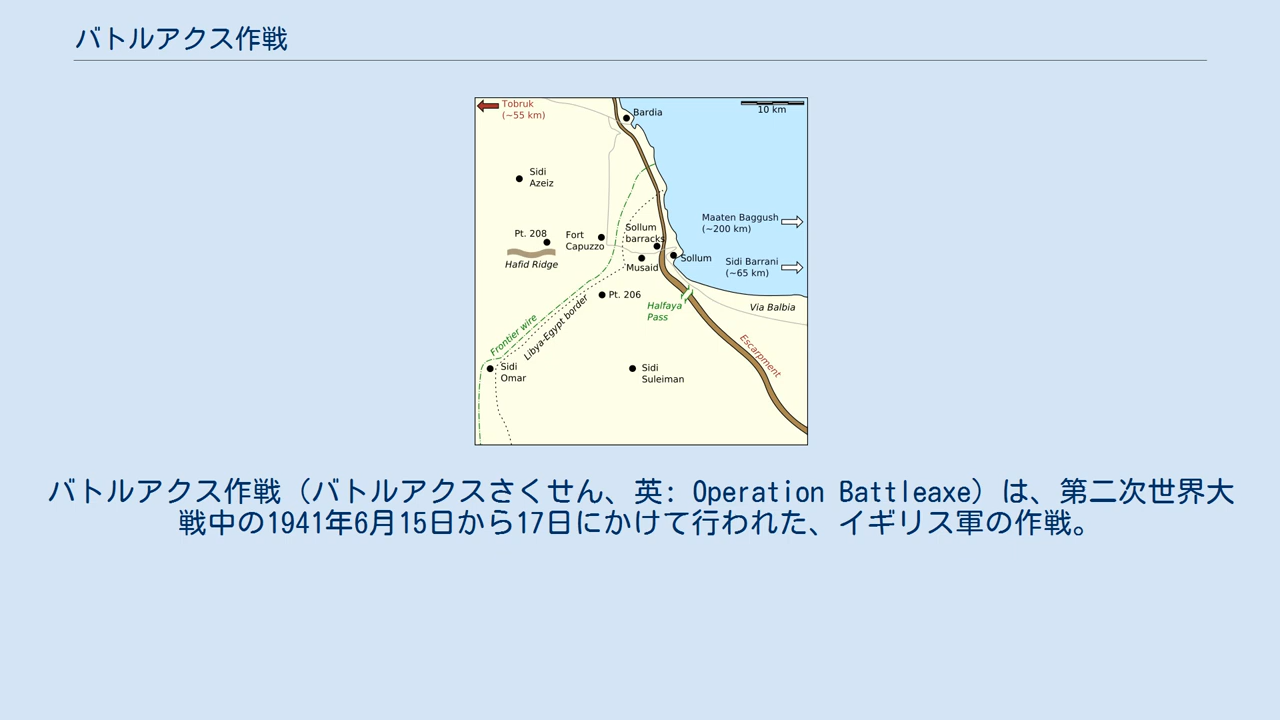 バトルアクス作戦
Tobruk
(~55 km)
Bardia
10 km
Sidi
Azeiz
Maaten Baggush
(~200 km)
Pt. 208
Fort
Capuzzo
Sollum
barracks
Hafid Ridge
Musaid
Sollum
Sidi Barrani
(~65 km)
Pt. 206
Halfaya
Pass
Via Balbia
Frontier wire
Libya-Egypt border
Escarpment
Sidi
Omar
Sidi
Suleiman
バトルアクス作戦（バトルアクスさくせん、英: Operation Battleaxe）は、第二次世界大
戦中の1941年6月15日から17日にかけて行われた、イギリス軍の作戦。